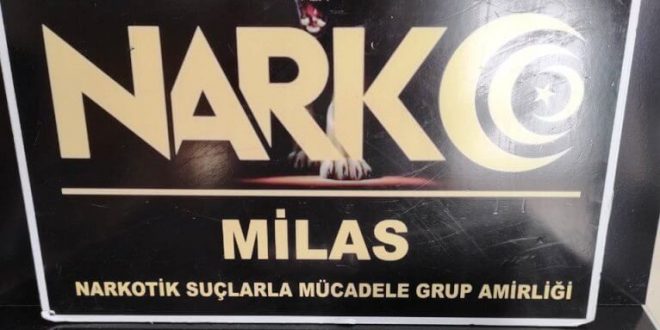 NARKO
MİLAS
NARKOTİK SUÇLARLA MÜCADELE GRUP AMİRLİĞİ